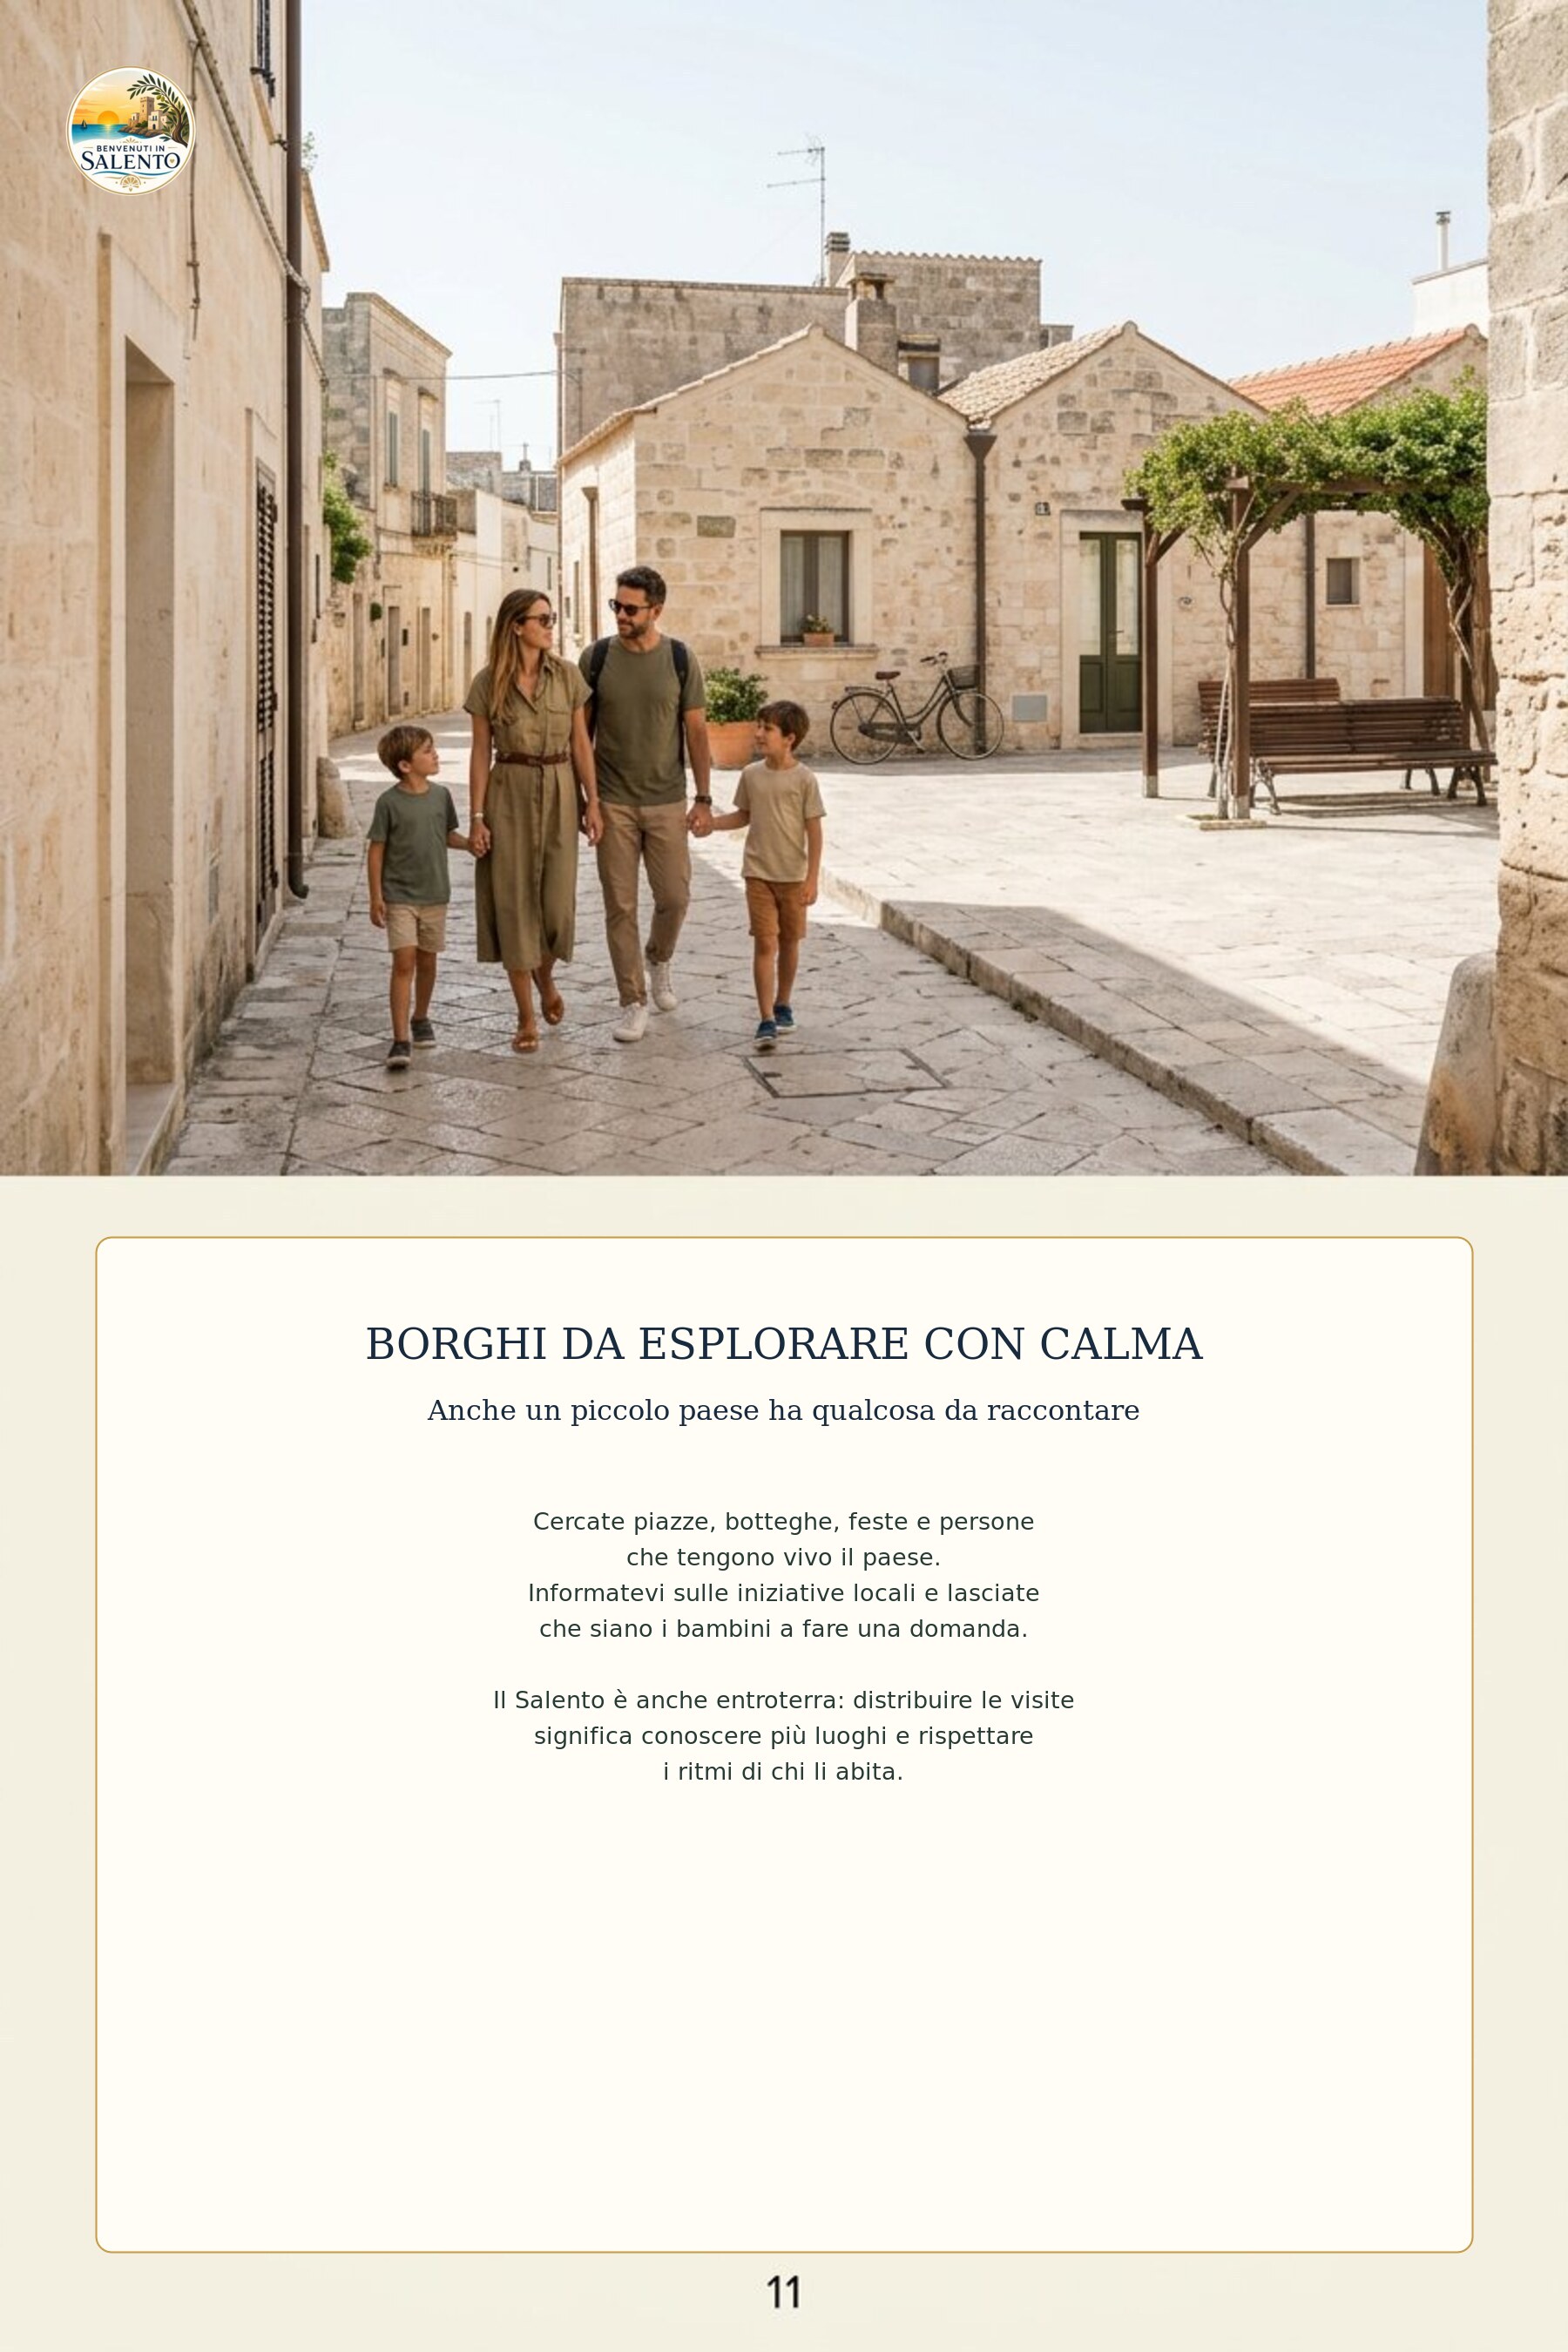 BENVENUTI IN
SALENTO
BORGHI DA ESPLORARE CON CALMA
Anche un piccolo paese ha qualcosa da raccontare
Cercate piazze, botteghe, feste e persone
che tengono vivo il paese.
Informatevi sulle iniziative locali e lasciate
che siano i bambini a fare una domanda.
Il Salento è anche entroterra: distribuire le visite
significa conoscere più luoghi e rispettare
i ritmi di chi li abita.
11